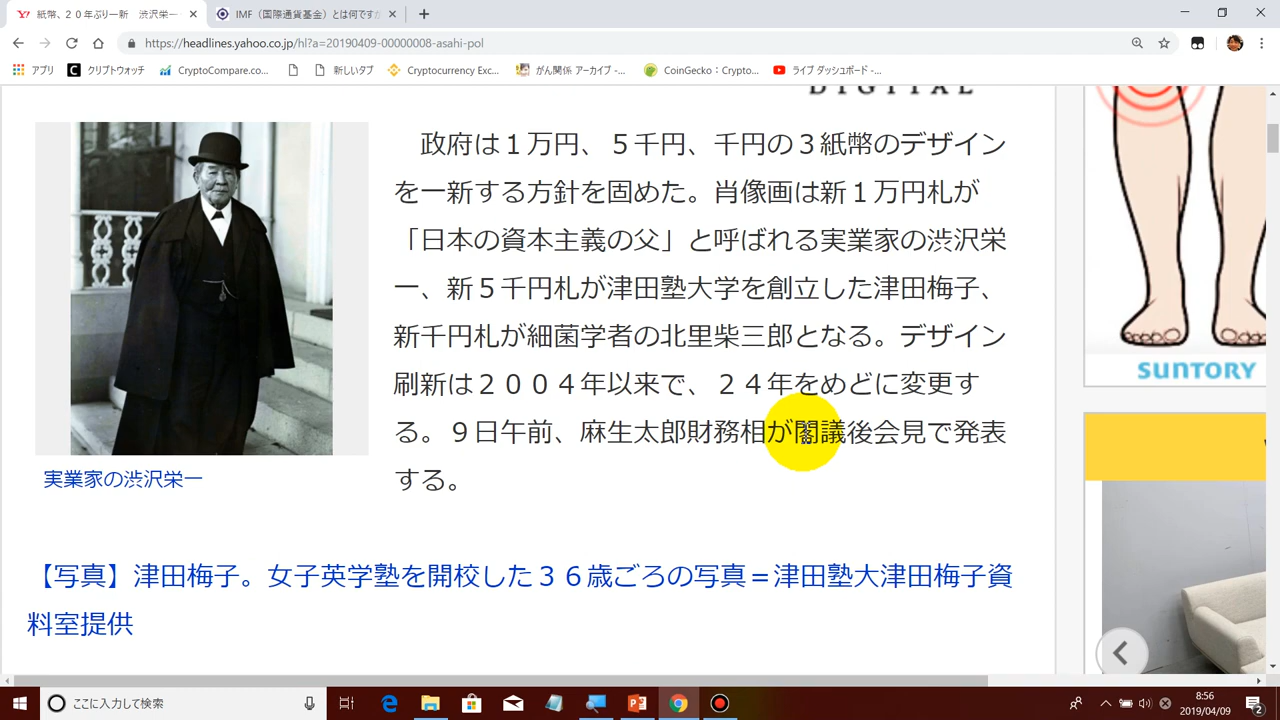 紙幣、２０年ぶり一新　渋沢栄一
IMF（国際通貨基金）とは何ですか
https://headlines.yahoo.co.jp/hl?a=20190409-00000008-asahi-pol
アプリ
クリプトウォッチ
CryptoCompare.co...
新しいタブ
Cryptocurrency Exc...
がん関係 アーカイブ -...
CoinGecko：Crypto...
ライブ ダッシュボード -...
DIGITAL
政府は１万円、５千円、千円の３紙幣のデザイン
を一新する方針を固めた。肖像画は新１万円札が
「日本の資本主義の父」と呼ばれる実業家の渋沢栄
一、新５千円札が津田塾大学を創立した津田梅子、
新千円札が細菌学者の北里柴三郎となる。デザイン
刷新は２００４年以来で、２４年をめどに変更す
る。９日午前、麻生太郎財務相が閣議後会見で発表
する。
実業家の渋沢栄一
【写真】津田梅子。女子英学塾を開校した３６歳ごろの写真＝津田塾大津田梅子資
料室提供
SUNTORY
ここに入力して検索
8:56
2019/04/09
2